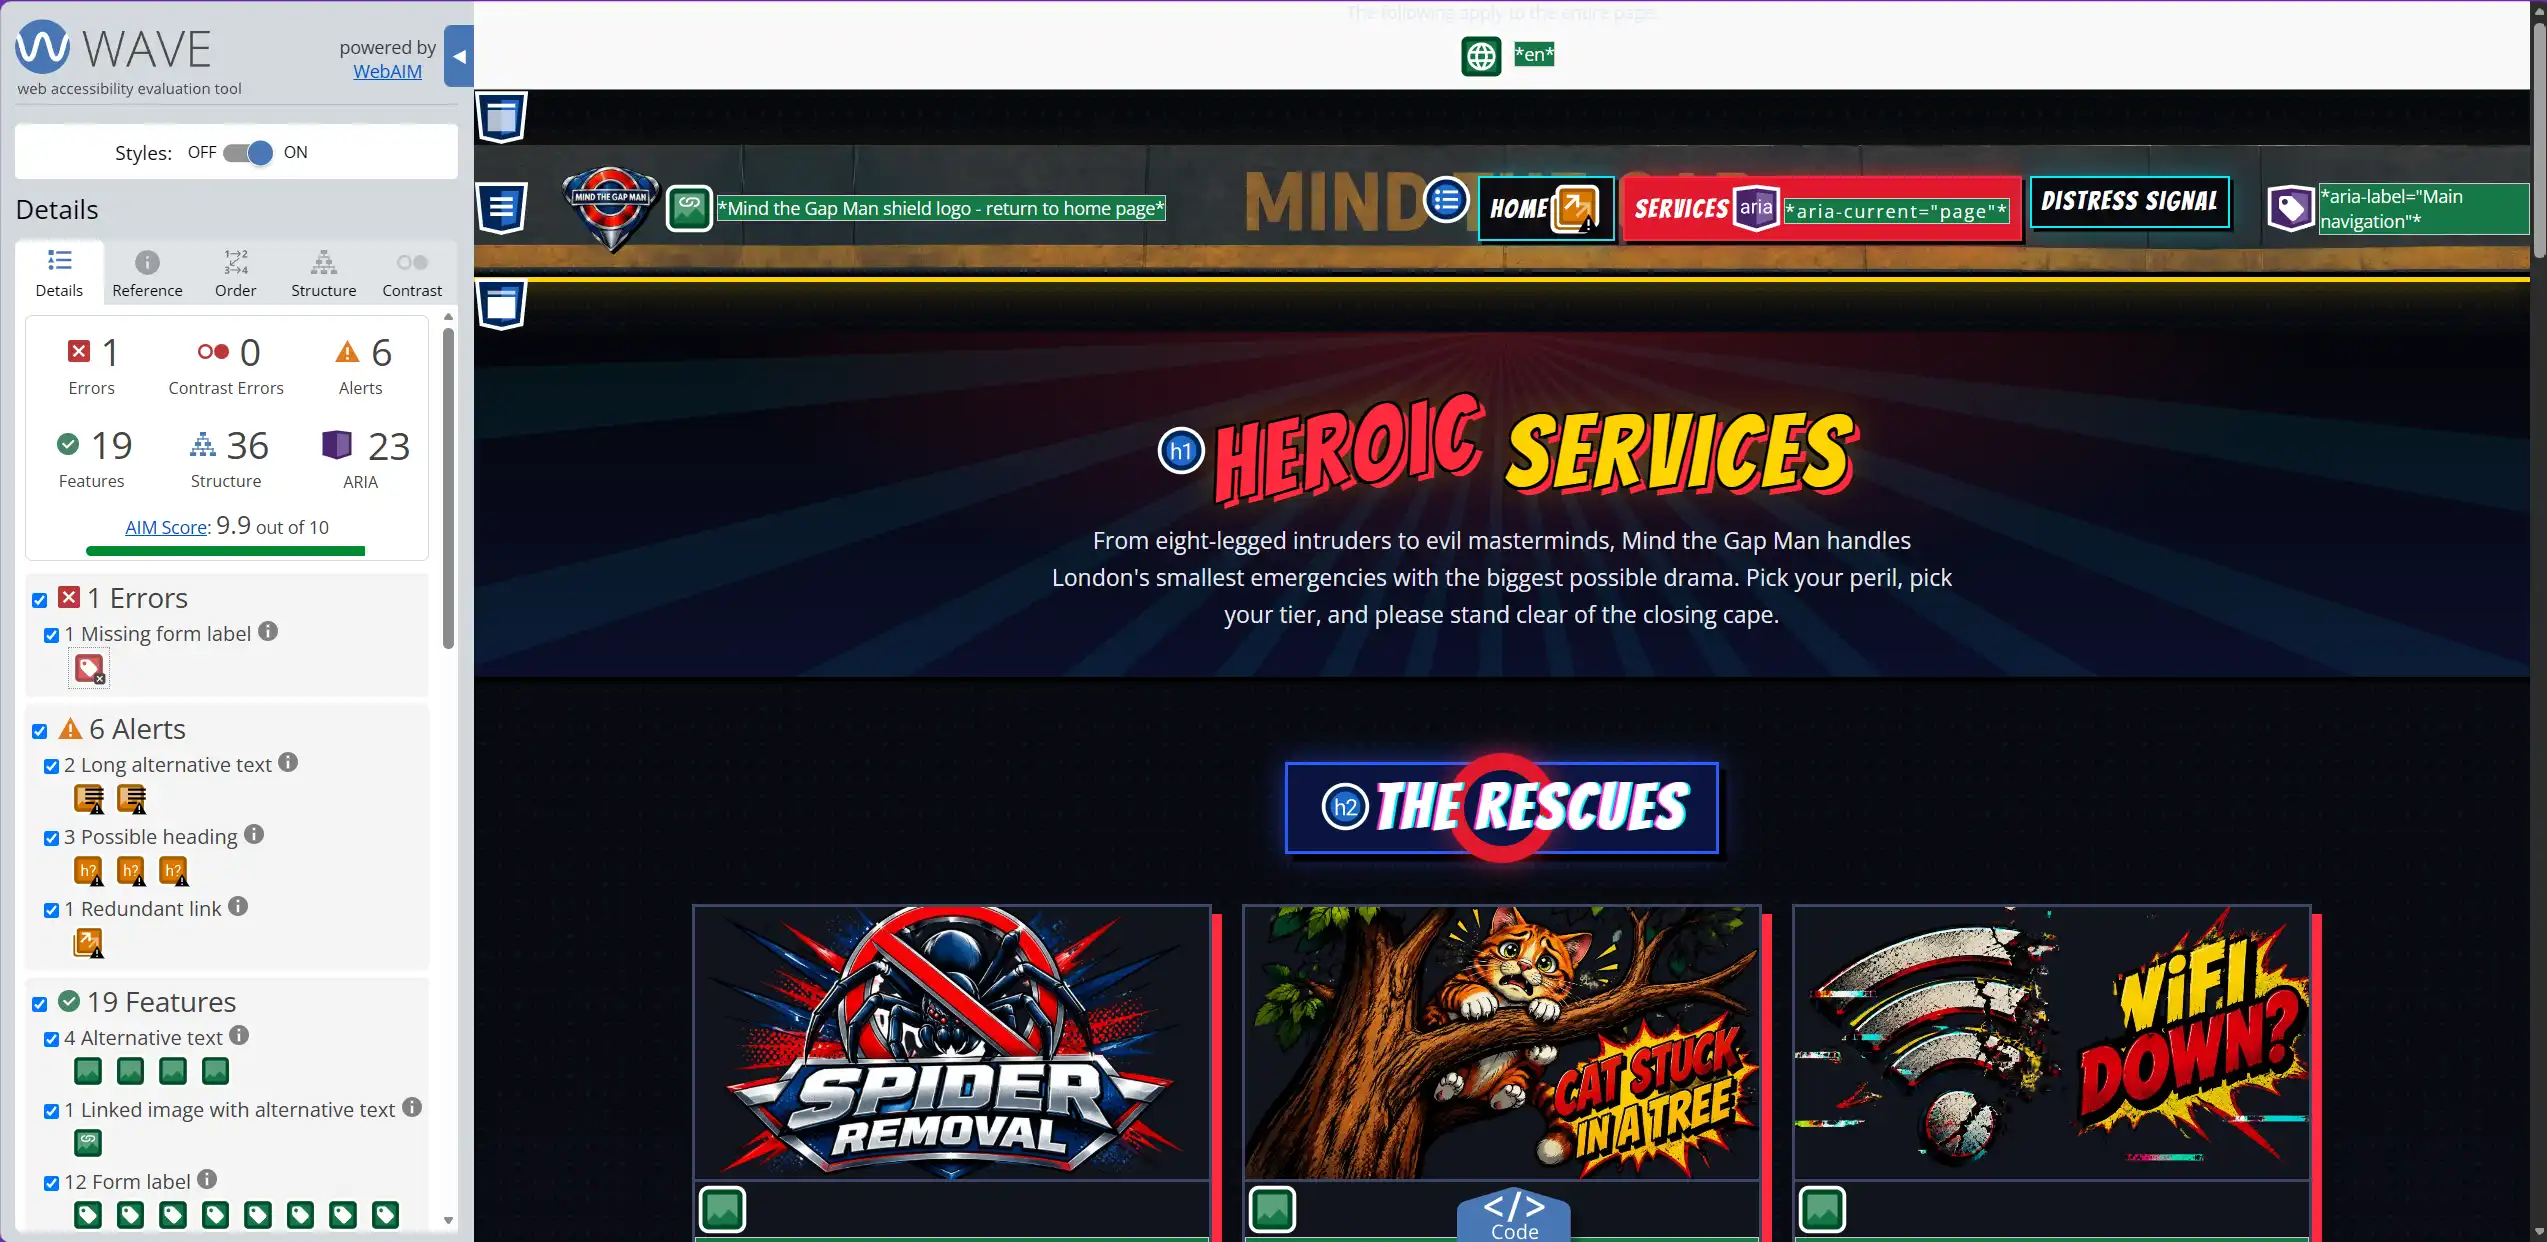 WAVE
powered by
WebAIM
web accessibility evaluation tool
Styles: OFF ON
Details
Details Reference Order Structure Contrast
1 Errors
0 Contrast Errors
6 Alerts
19 Features
36 Structure
23 ARIA
AIM Score: 9.9 out of 10
1 Errors
1 Missing form label
6 Alerts
2 Long alternative text
3 Possible heading
h? h? h?
1 Redundant link
19 Features
4 Alternative text
1 Linked image with alternative text
12 Form label
The following apply to the entire page:
*en*
MIND THE GAP MAN
*Mind the Gap Man shield logo - return to home page*
HOME
SERVICES
aria
*aria-current="page"*
DISTRESS SIGNAL
*aria-label="Main
navigation"*
h1 HEROIC SERVICES
From eight-legged intruders to evil masterminds, Mind the Gap Man handles
London's smallest emergencies with the biggest possible drama. Pick your peril, pick
your tier, and please stand clear of the closing cape.
h2 THE RESCUES
SPIDER
REMOVAL
CAT STUCK
IN A TREE
WiFi
DOWN?
</>
Code